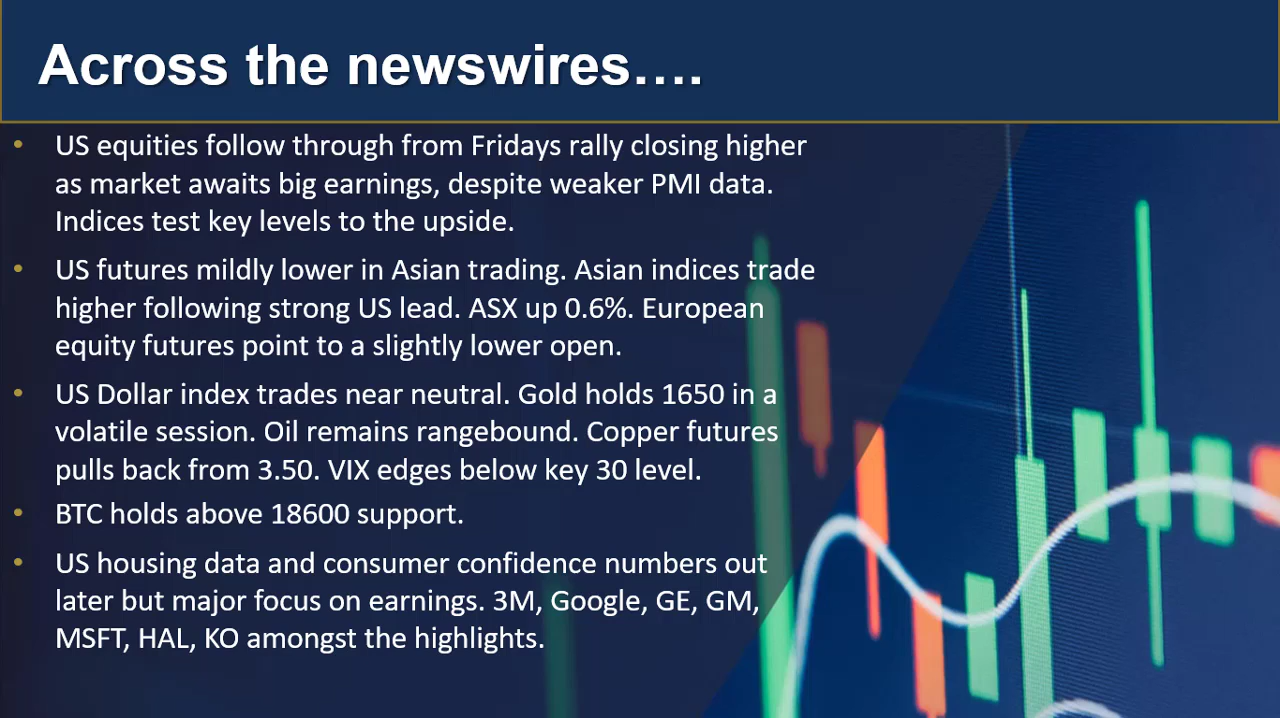 Across the newswires….
• US equities follow through from Fridays rally closing higher
as market awaits big earnings, despite weaker PMI data.
Indices test key levels to the upside.
• US futures mildly lower in Asian trading. Asian indices trade
higher following strong US lead. ASX up 0.6%. European
equity futures point to a slightly lower open.
• US Dollar index trades near neutral. Gold holds 1650 in a
volatile session. Oil remains rangebound. Copper futures
pulls back from 3.50. VIX edges below key 30 level.
• BTC holds above 18600 support.
• US housing data and consumer confidence numbers out
later but major focus on earnings. 3M, Google, GE, GM,
MSFT, HAL, KO amongst the highlights.